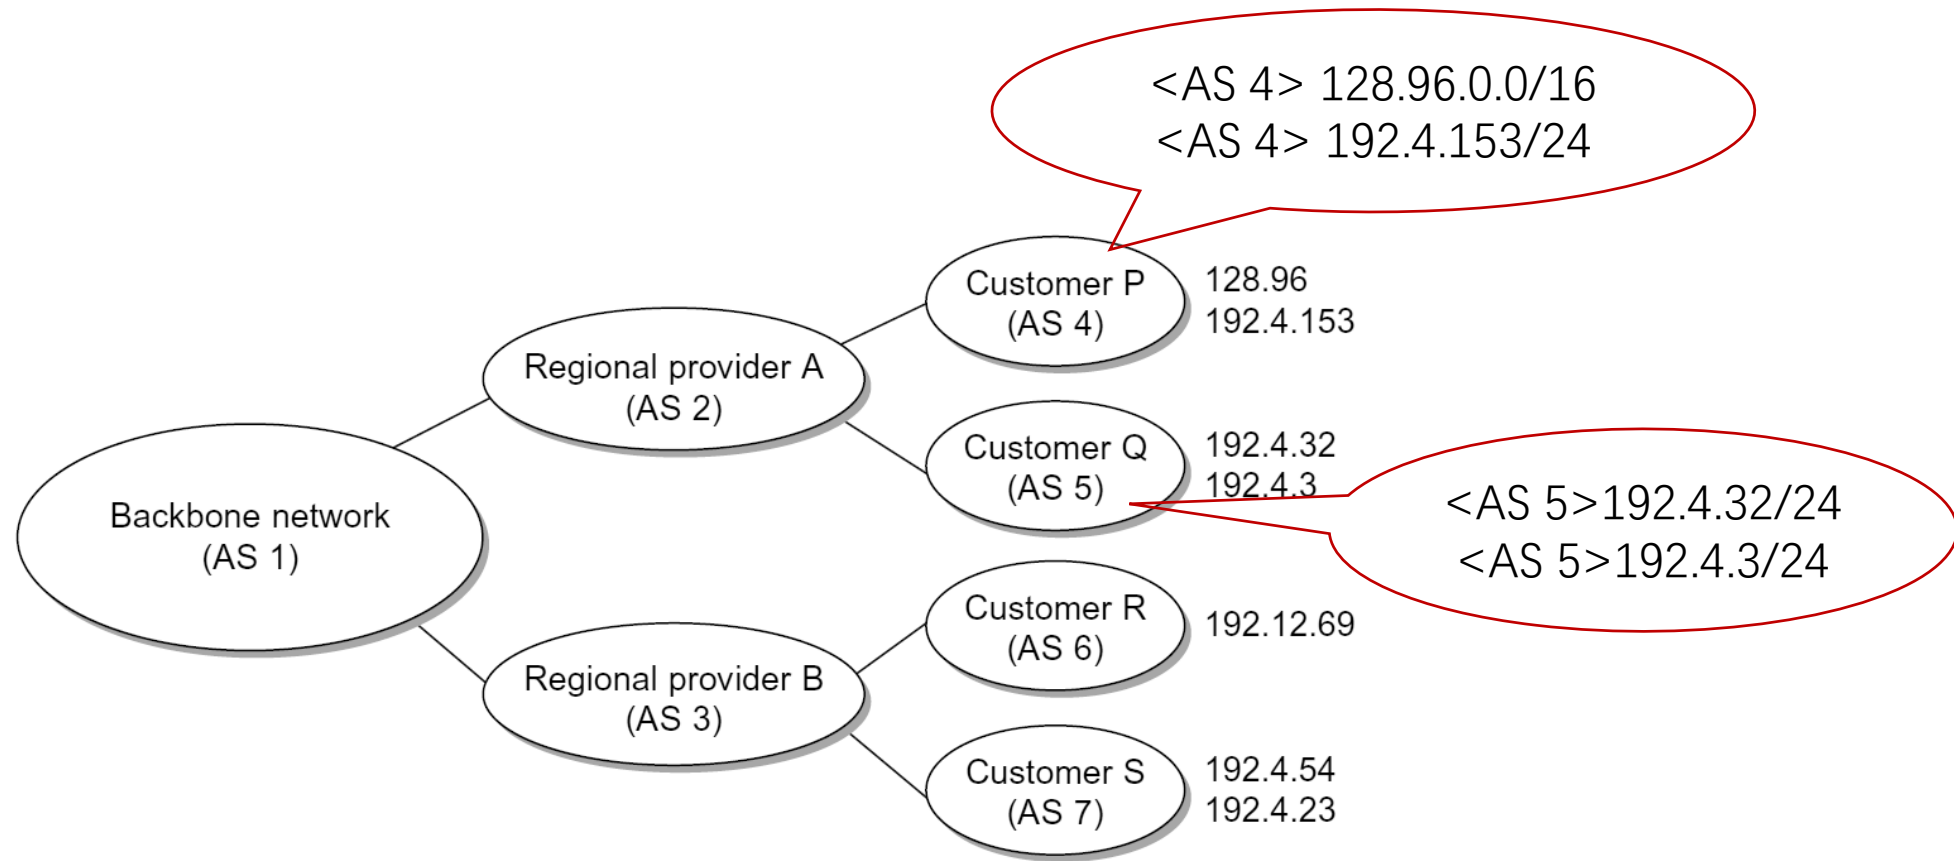 <AS 4> 128.96.0.0/16
<AS 4> 192.4.153/24
Customer P
(AS 4)
128.96
192.4.153
Regional provider A
(AS 2)
Customer Q
(AS 5)
192.4.32
192.4.3
<AS 5>192.4.32/24
<AS 5>192.4.3/24
Backbone network
(AS 1)
Customer R
(AS 6)
192.12.69
Regional provider B
(AS 3)
Customer S
(AS 7)
192.4.54
192.4.23